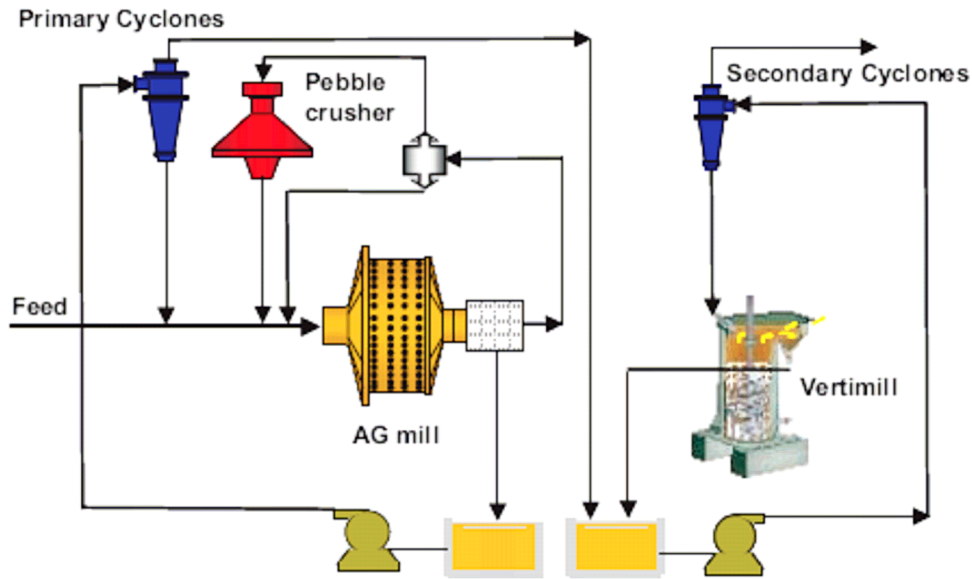 Primary Cyclones
Pebble
crusher
Secondary Cyclones
Feed
Vertimill
AG mill